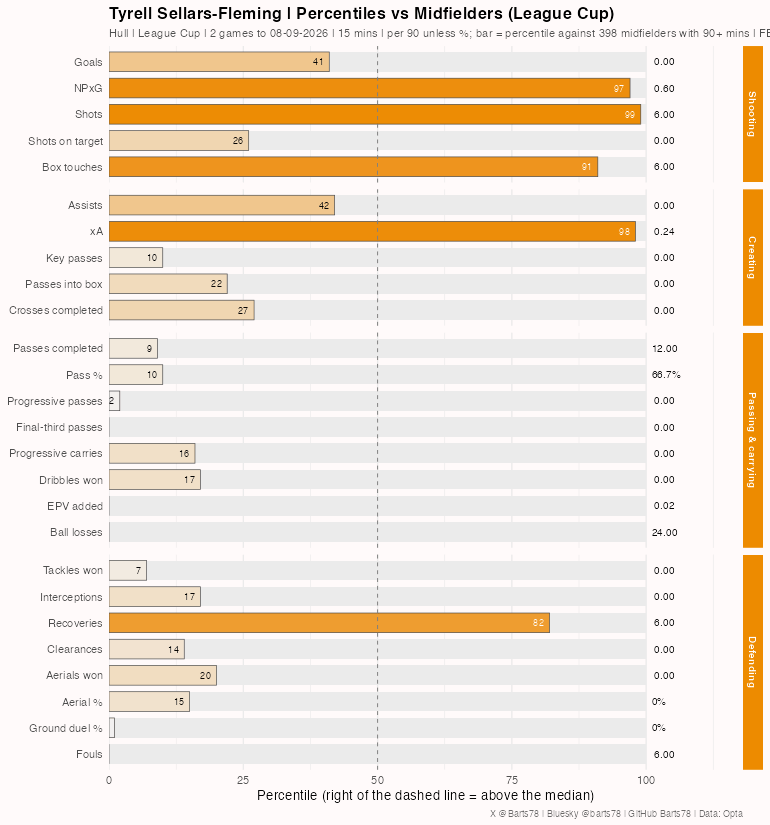 Tyrell Sellars-Fleming | Percentiles vs Midfielders (League Cup)
Hull | League Cup | 2 games to 08-09-2026 | 15 mins | per 90 unless %; bar = percentile against 398 midfielders with 90+ mins |
Goals 41 0.00
NPxG 97 0.60
Shots 99 6.00
Shots on target 26 0.00
Box touches 91 6.00
Shooting
Assists 42 0.00
xA 98 0.24
Key passes 10 0.00
Passes into box 22 0.00
Crosses completed 27 0.00
Creating
Passes completed 9 12.00
Pass % 10 66.7%
Progressive passes 2 0.00
Final-third passes 0.00
Progressive carries 16 0.00
Dribbles won 17 0.00
EPV added 0.02
Ball losses 24.00
Passing & carrying
Tackles won 7 0.00
Interceptions 17 0.00
Recoveries 82 6.00
Clearances 14 0.00
Aerials won 20 0.00
Aerial % 15 0%
Ground duel % 0%
Fouls 6.00
Defending
0 25 50 75 100
Percentile (right of the dashed line = above the median)
X @Barts78 | Bluesky @barts78 | GitHub Barts78 | Data: Opta